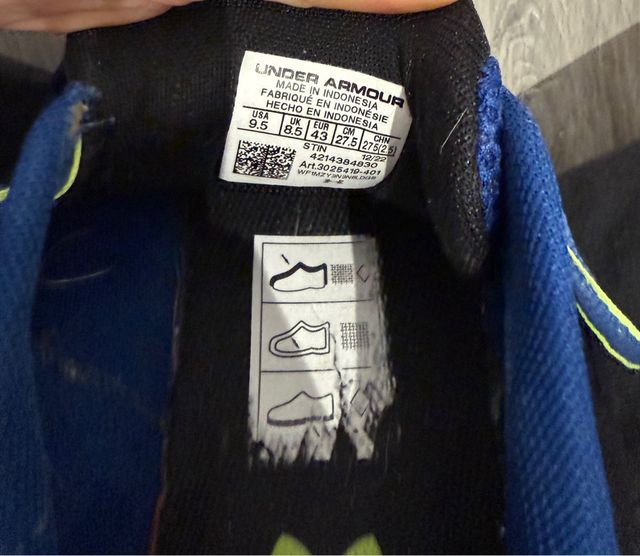 UNDER ARMOUR
MADE IN INDONESIA
FABRIQUÉ EN INDONÉSIE
HECHO EN INDONESIA
USA UK EUR CM CHN
9.5 8.5 43 27.5 275(2.5)
STIN 12/22
4214384830
Art.3025419-401